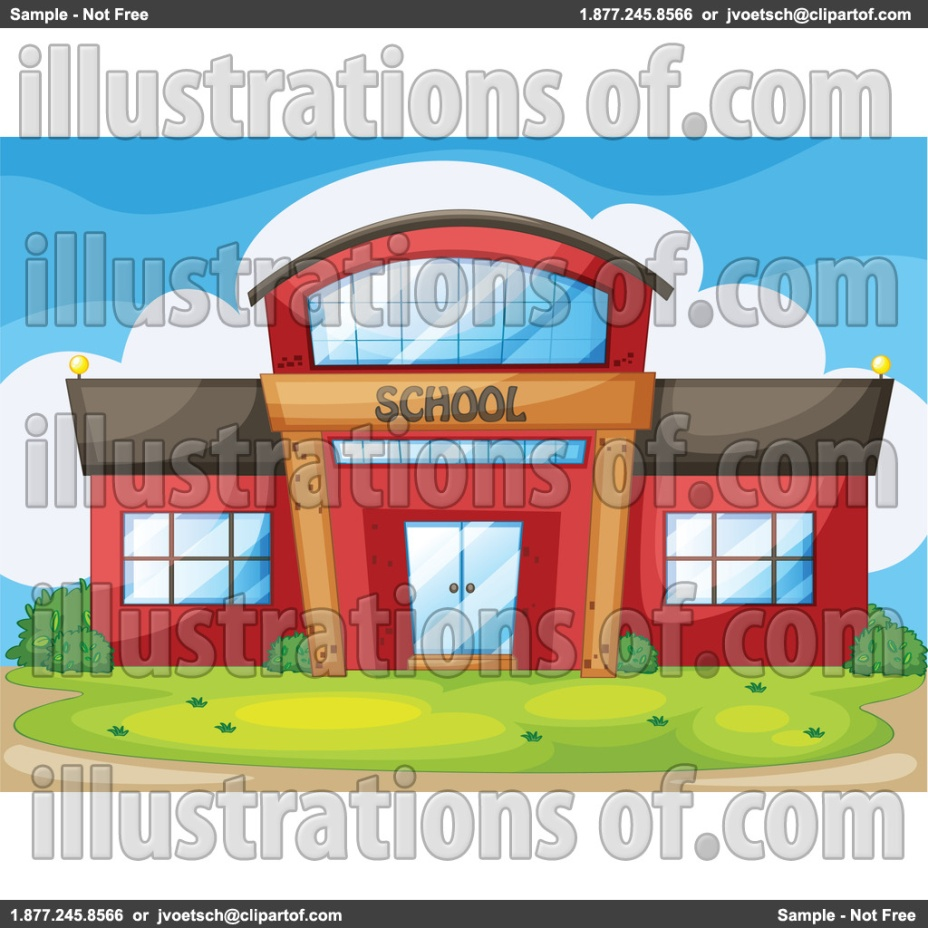 Sample - Not Free 1.877.245.8566 or jvoetsch@clipartof.com
illustrations of.com
illustrations of.com
SCHOOL
illustrations of.com
illustrations of.com
illustrations of.com
1.877.245.8566 or jvoetsch@clipartof.com Sample - Not Free